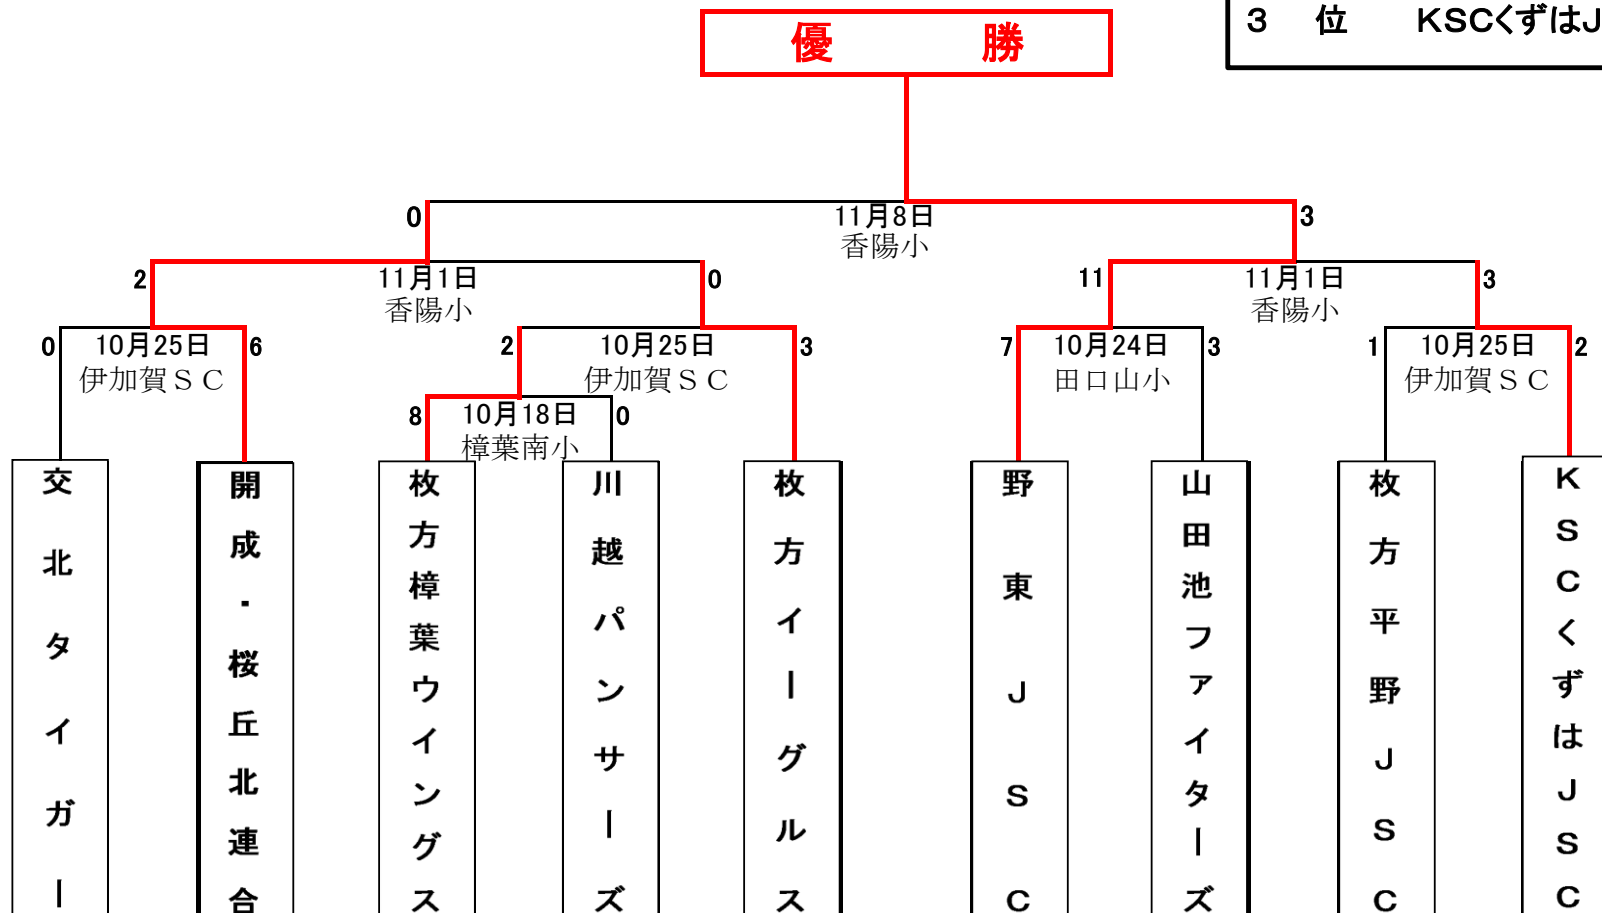 3 位 KSCくずはJ
優 勝
0 11月8日 3
香陽小
2 11月1日 0 11 11月1日 3
香陽小 香陽小
0 10月25日 6 2 10月25日 3 7 10月24日 3 1 10月25日 2
伊加賀SC 伊加賀SC 田口山小 伊加賀SC
8 10月18日 0
樟葉南小
交北タイガー
開成・桜丘北連合
枚方樟葉ウイングス
川越パンサーズ
枚方イーグルス
野東JSC
山田池ファイターズ
枚方平野JSC
KSCくずはJSC